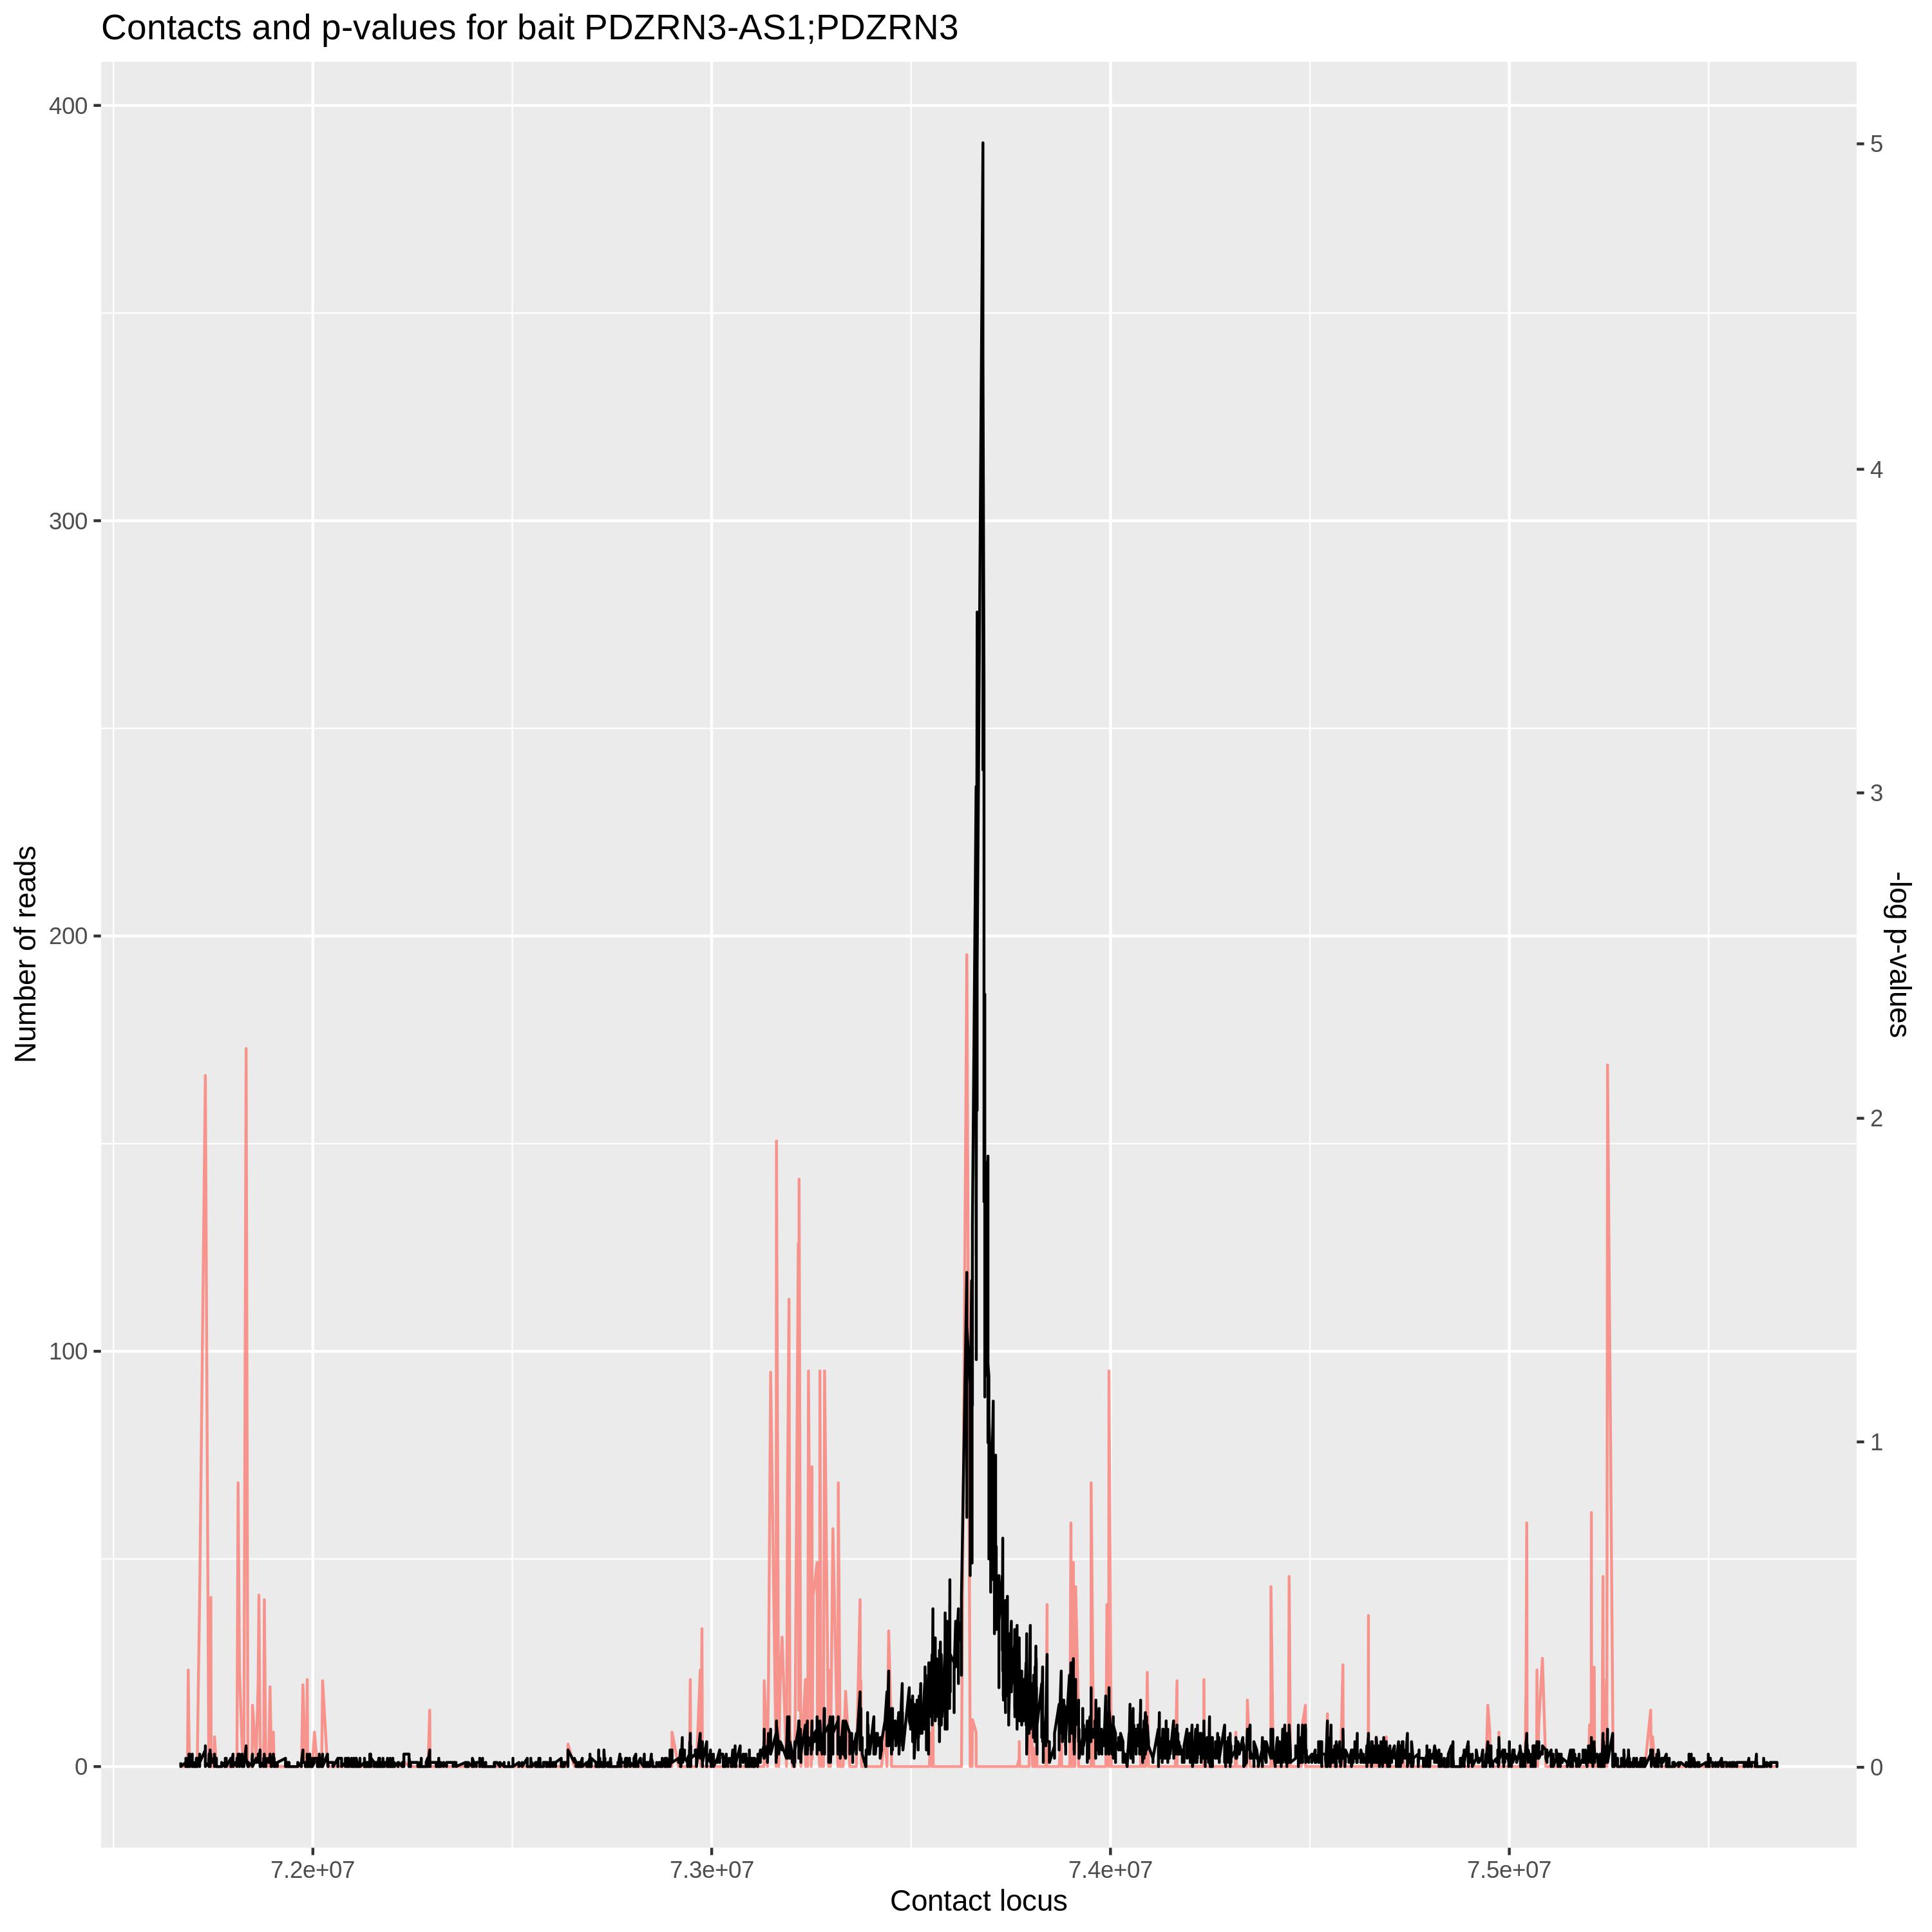 Contacts and p-values for bait PDZRN3-AS1;PDZRN3
400
300
200
100
0
Number of reads
5
4
3
2
1
0
-log p-values
7.2e+07
7.3e+07
7.4e+07
7.5e+07
Contact locus